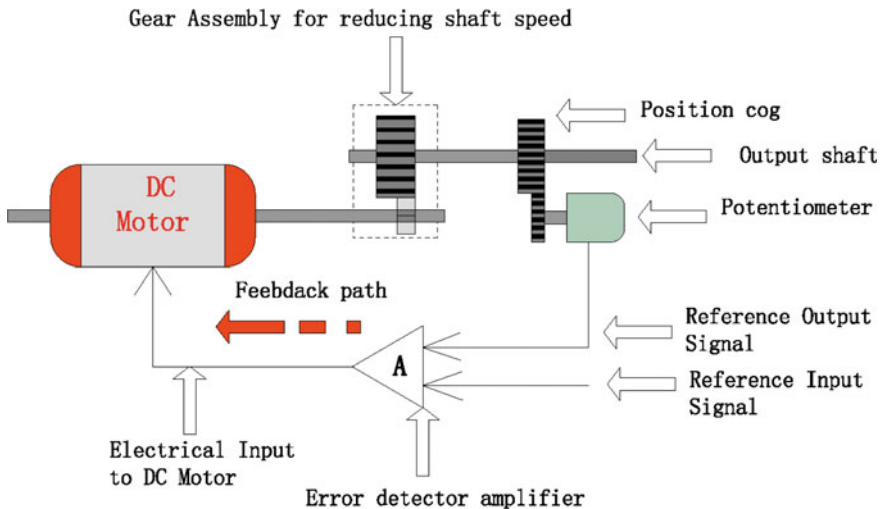 Gear Assembly for reducing shaft speed
Position cog
Output shaft
DC
Motor
Potentiometer
Feebdack path
Reference Output
Signal
A
Reference Input
Signal
Electrical Input
to DC Motor
Error detector amplifier